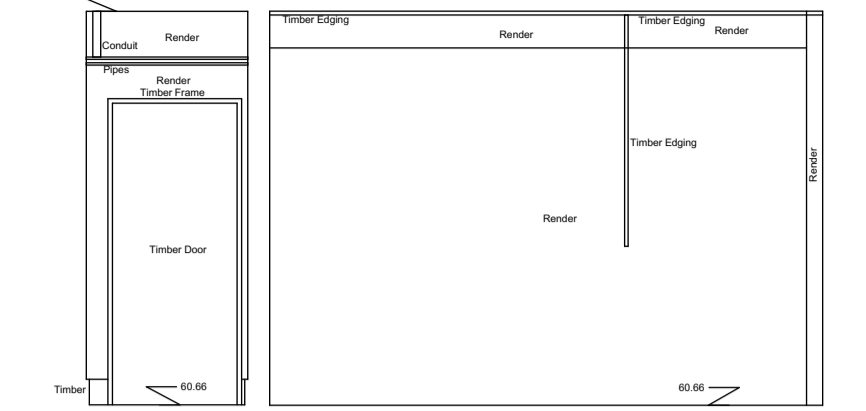 Render
Conduit
Pipes
Render
Timber Frame
Timber Door
Timber
60.66
Timber Edging
Render
Timber Edging
Render
Timber Edging
Render
Render
60.66